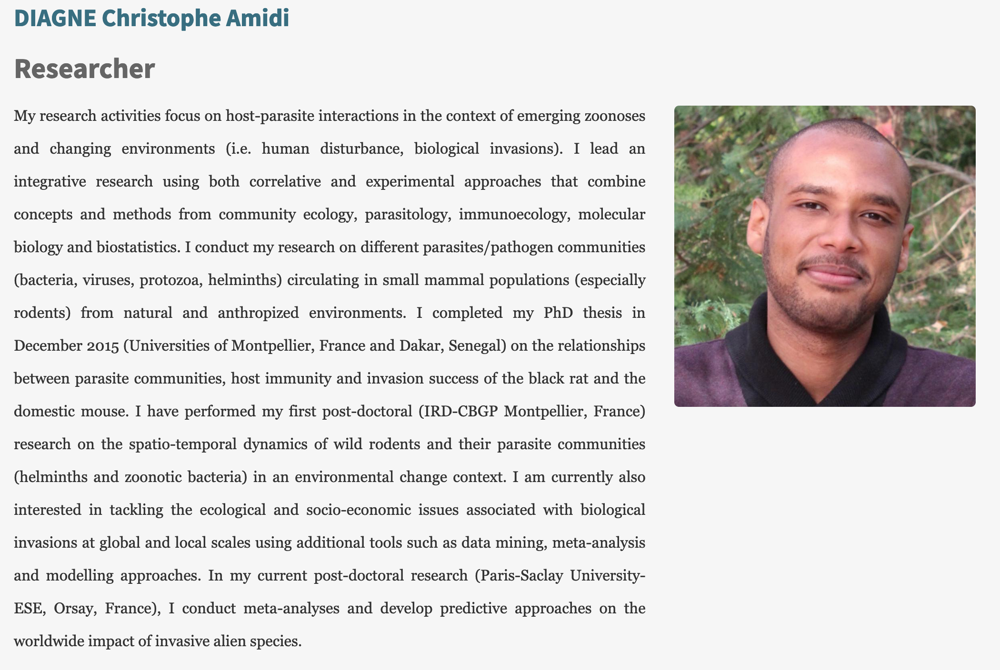 DIAGNE Christophe Amidi
Researcher
My research activities focus on host-parasite interactions in the context of emerging zoonoses
and changing environments (i.e. human disturbance, biological invasions). I lead an
integrative research using both correlative and experimental approaches that combine
concepts and methods from community ecology, parasitology, immunoecology, molecular
biology and biostatistics. I conduct my research on different parasites/pathogen communities
(bacteria, viruses, protozoa, helminths) circulating in small mammal populations (especially
rodents) from natural and anthropized environments. I completed my PhD thesis in
December 2015 (Universities of Montpellier, France and Dakar, Senegal) on the relationships
between parasite communities, host immunity and invasion success of the black rat and the
domestic mouse. I have performed my first post-doctoral (IRD-CBGP Montpellier, France)
research on the spatio-temporal dynamics of wild rodents and their parasite communities
(helminths and zoonotic bacteria) in an environmental change context. I am currently also
interested in tackling the ecological and socio-economic issues associated with biological
invasions at global and local scales using additional tools such as data mining, meta-analysis
and modelling approaches. In my current post-doctoral research (Paris-Saclay University-
ESE, Orsay, France), I conduct meta-analyses and develop predictive approaches on the
worldwide impact of invasive alien species.